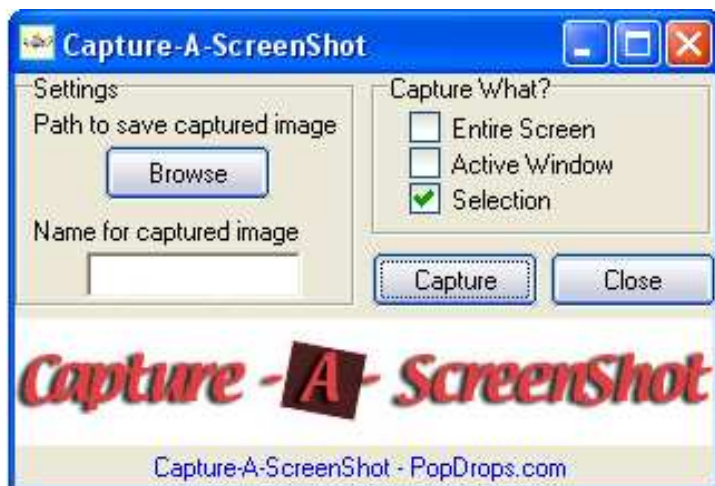 Capture-A-ScreenShot
Settings
Path to save captured image
Browse
Name for captured image
Capture What?
Entire Screen
Active Window
Selection
Capture
Close
Capture - A - ScreenShot
Capture-A-ScreenShot - PopDrops.com